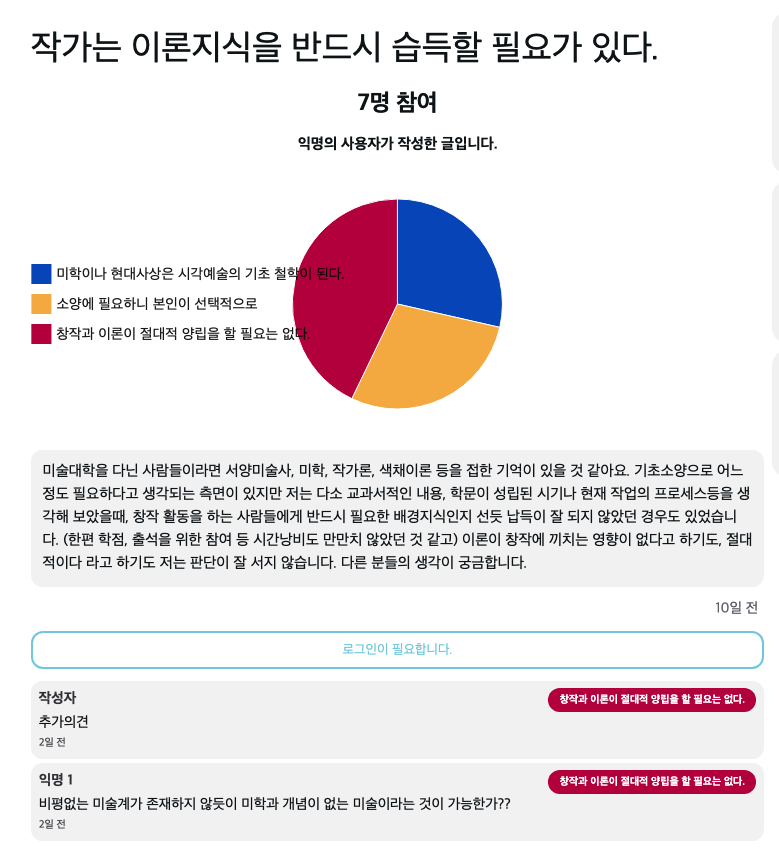 작가는 이론지식을 반드시 습득할 필요가 있다.
7명 참여
익명의 사용자가 작성한 글입니다.
미학이나 현대사상은 시각예술의 기초 철학이 된다.
소양에 필요하니 본인이 선택적으로
창작과 이론이 절대적 양립을 할 필요는 없다.
미술대학을 다닌 사람들이라면 서양미술사, 미학, 작가론, 색채이론 등을 접한 기억이 있을 것 같아요. 기초소양으로 어느
정도 필요하다고 생각되는 측면이 있지만 저는 다소 교과서적인 내용, 학문이 성립된 시기나 현재 작업의 프로세스등을 생
각해 보았을때, 창작 활동을 하는 사람들에게 반드시 필요한 배경지식인지 선듯 납득이 잘 되지 않았던 경우도 있었습니
다. (한편 학점, 출석을 위한 참여 등 시간낭비도 만만치 않았던 것 같고) 이론이 창작에 끼치는 영향이 없다고 하기도, 절대
적이다 라고 하기도 저는 판단이 잘 서지 않습니다. 다른 분들의 생각이 궁금합니다.
10일 전
로그인이 필요합니다.
작성자
창작과 이론이 절대적 양립을 할 필요는 없다.
추가의견
2일 전
익명 1
창작과 이론이 절대적 양립을 할 필요는 없다.
비평없는 미술계가 존재하지 않듯이 미학과 개념이 없는 미술이라는 것이 가능한가??
2일 전